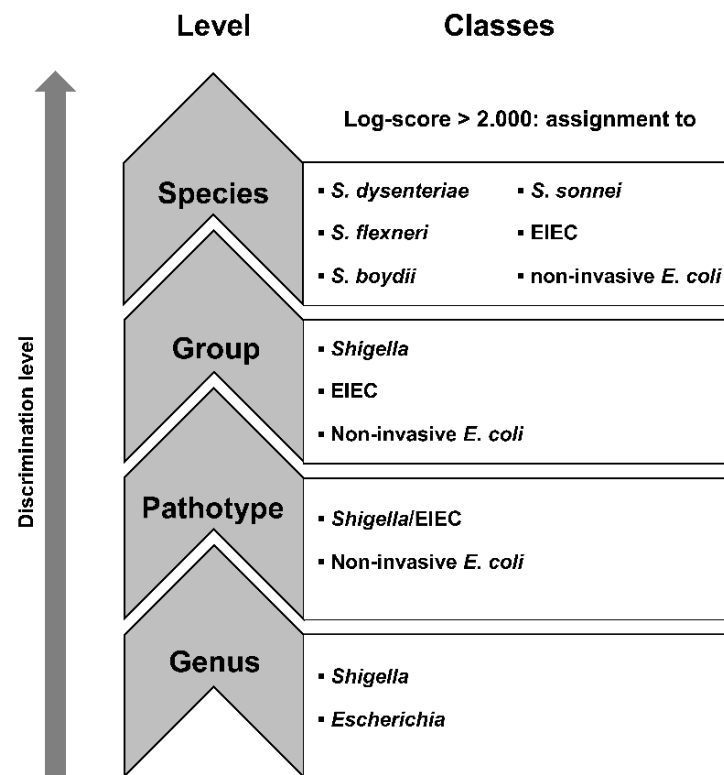 Level Classes
Log-score > 2.000: assignment to
Species
▪ S. dysenteriae ▪ S. sonnei
▪ S. flexneri ▪ EIEC
▪ S. boydii ▪ non-invasive E. coli
Group
▪ Shigella
▪ EIEC
▪ Non-invasive E. coli
Pathotype
▪ Shigella/EIEC
▪ Non-invasive E. coli
Genus
▪ Shigella
▪ Escherichia
Discrimination level